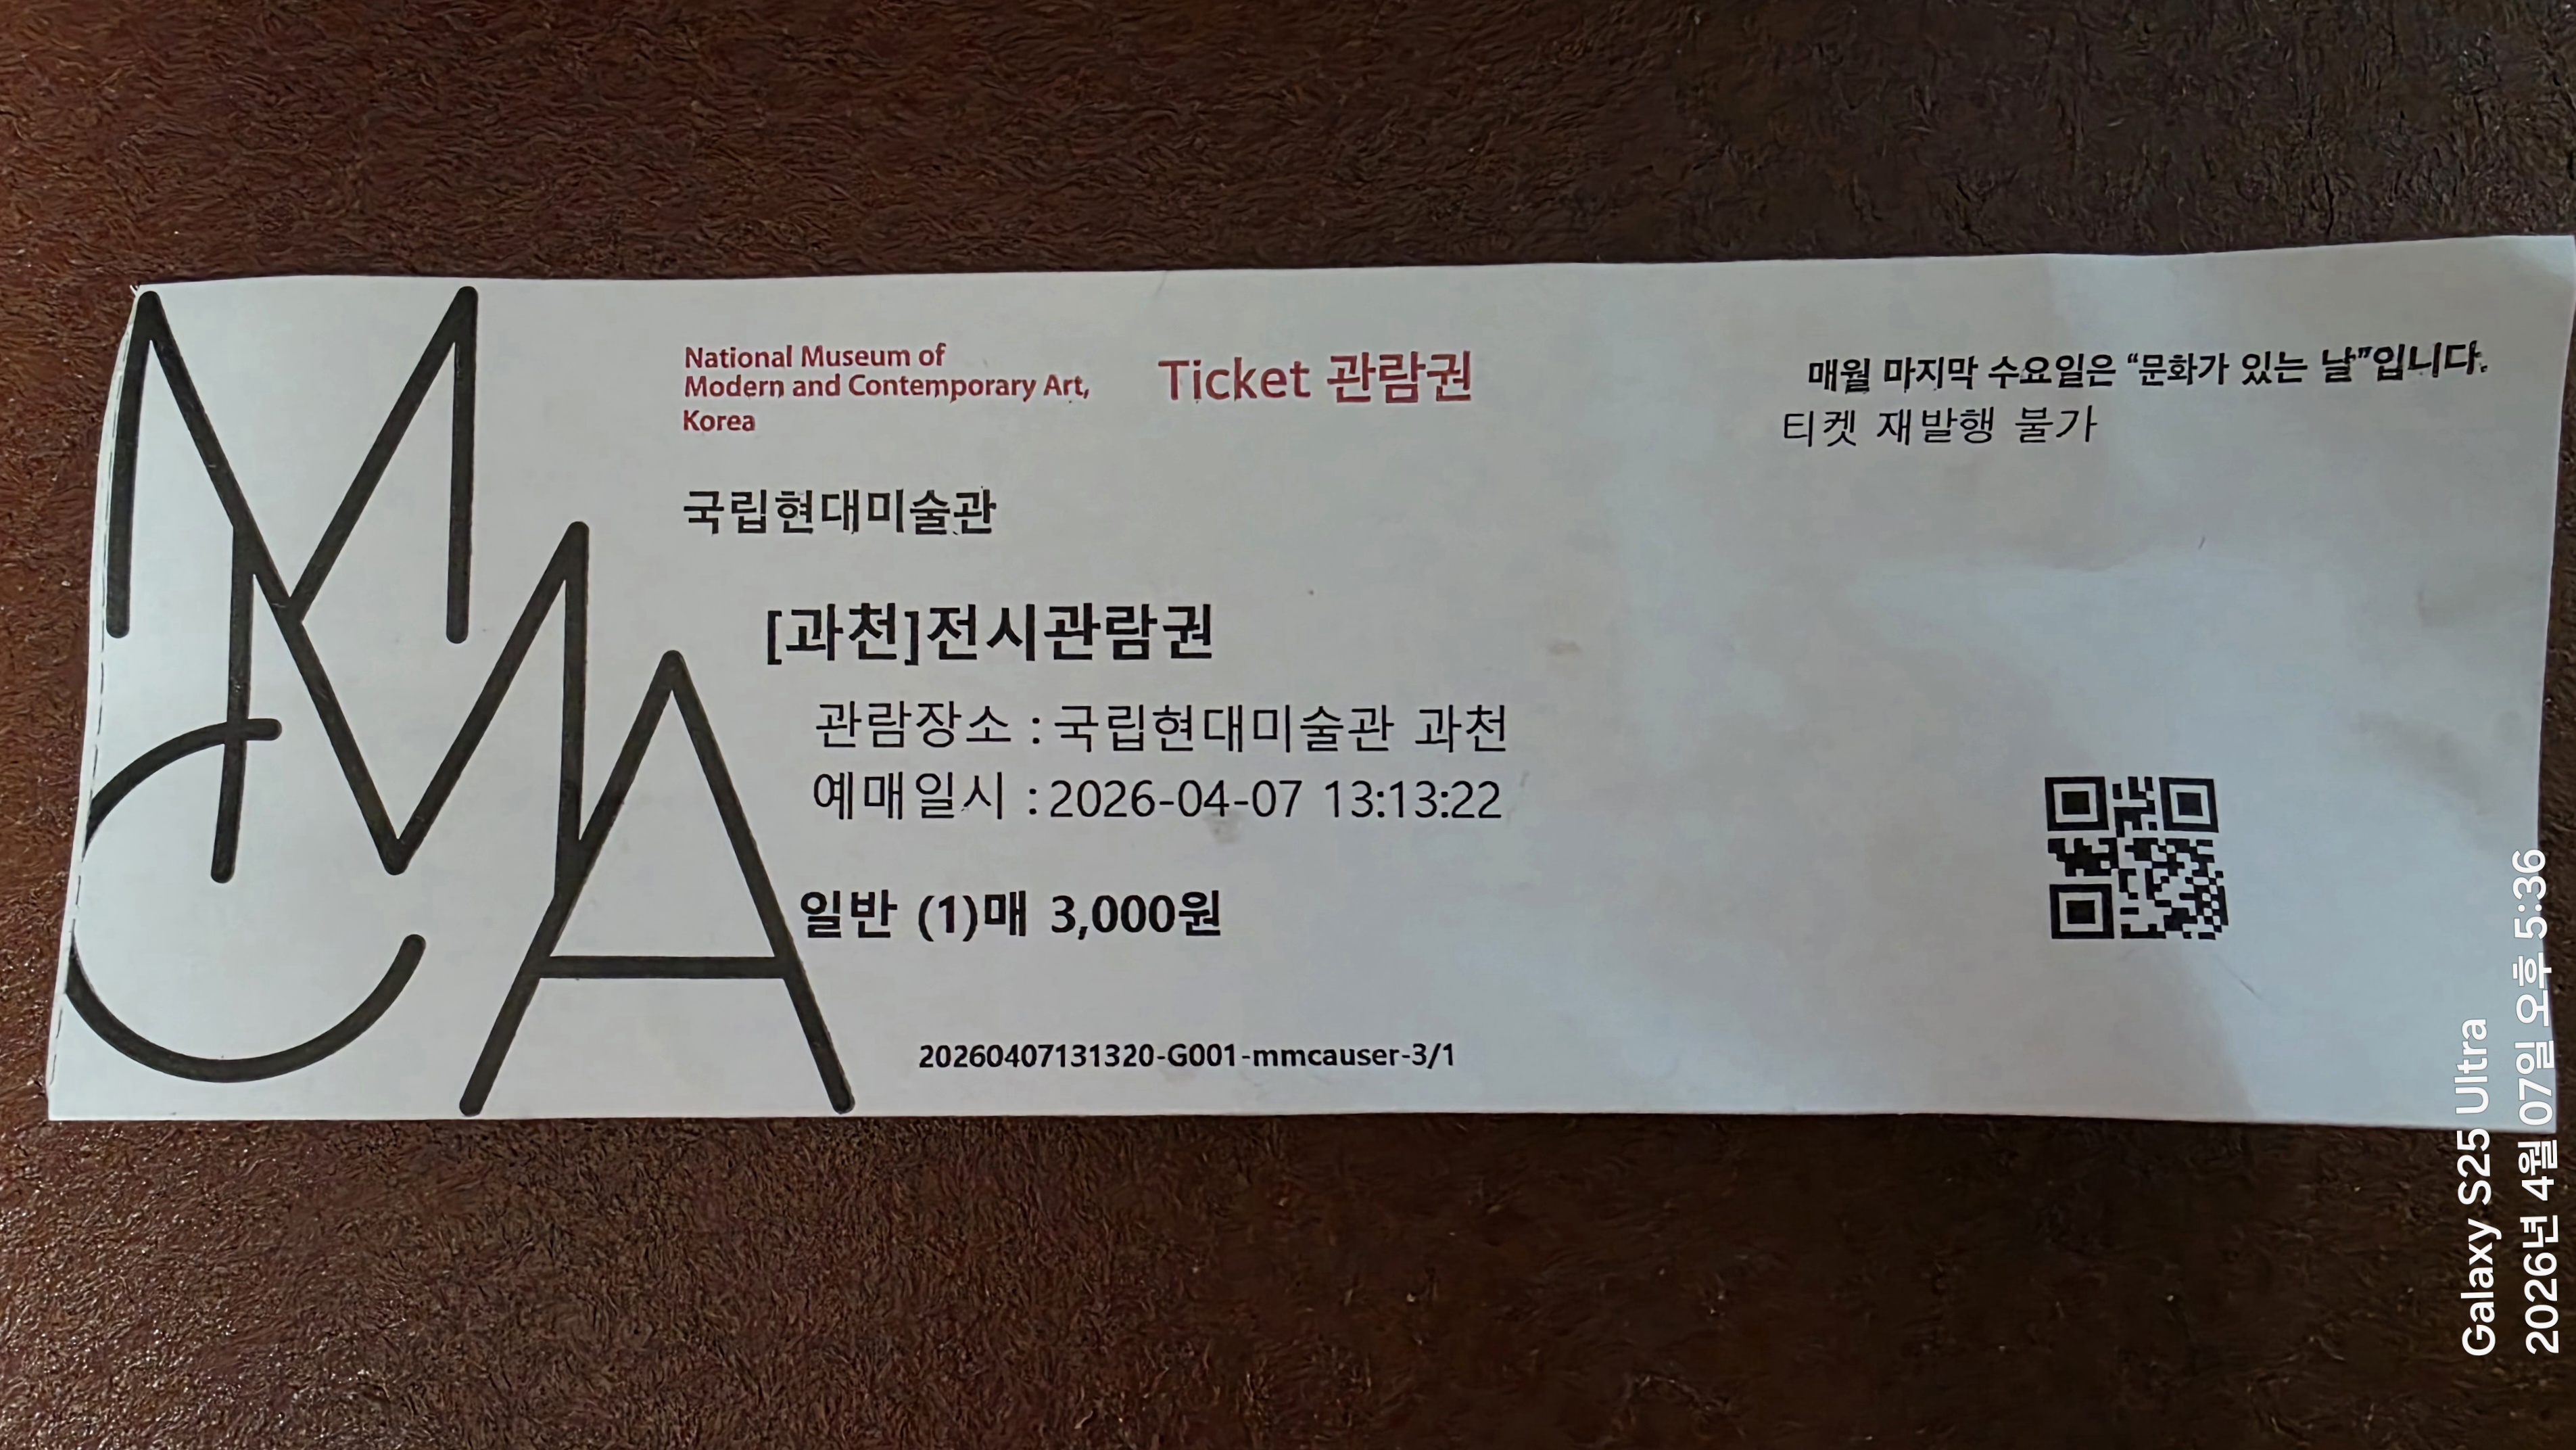 MMCA
National Museum of
Modern and Contemporary Art,
Korea
Ticket 관람권
국립현대미술관
[과천]전시관람권
관람장소 : 국립현대미술관 과천
예매일시 : 2026-04-07 13:13:22
일반 (1)매 3,000원
20260407131320-G001-mmcauser-3/1
매월 마지막 수요일은 “문화가 있는 날”입니다.
티켓 재발행 불가
Galaxy S25 Ultra
2026년 4월 07일 오후 5:36